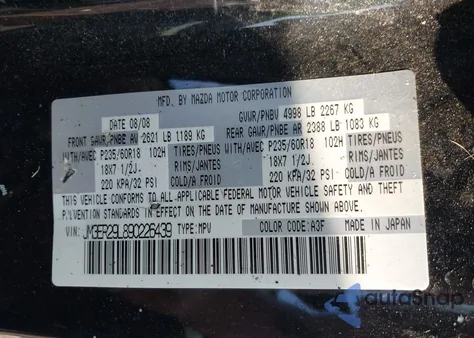 MFD. BY MAZDA MOTOR CORPORATION
DATE 08/08 GVWR/PNBV 4998 LB 2267 KG
FRONT GAWR/PNBE AV 2621 LB 1189 KG REAR GAWR/PNBE AR 2388 LB 1083 KG
WITH/AVEC P235/60R18 102H TIRES/PNEUS WITH/AVEC P235/60R18 102H TIRES/PNEUS
18X7 1/2J. RIMS/JANTES 18X7 1/2J. RIMS/JANTES
220 KPA/32 PSI COLD/A FROID 220 KPA/32 PSI COLD/A FROID
THIS VEHICLE CONFORMS TO ALL APPLICABLE FEDERAL MOTOR VEHICLE SAFETY AND THEFT
PREVENTION STANDARDS IN EFFECT ON THE DATE OF MANUFACTURE SHOWN ABOVE.
VIN: JM3ER29L890226439 TYPE:MPV COLOR CODE:A3F MADE IN JAPAN
autoSnap